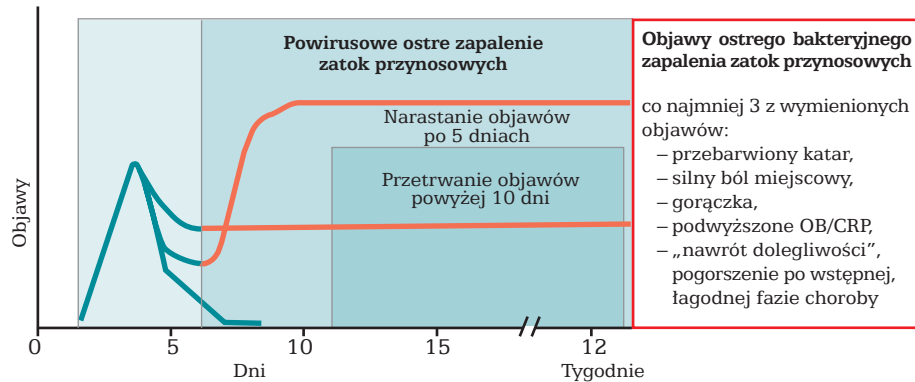 Powirusowe ostre zapalenie
zatok przynosowych
Narastanie objawów
po 5 dniach
Przetrwanie objawów
powyżej 10 dni
Objawy
0
5
10
15
12
Dni
Tygodnie
Objawy ostrego bakteryjnego
zapalenia zatok przynosowych
co najmniej 3 z wymienionych
objawów:
– przebarwiony katar,
– silny ból miejscowy,
– gorączka,
– podwyższone OB/CRP,
– „nawrót dolegliwości”,
pogorszenie po wstępnej,
łagodnej fazie choroby